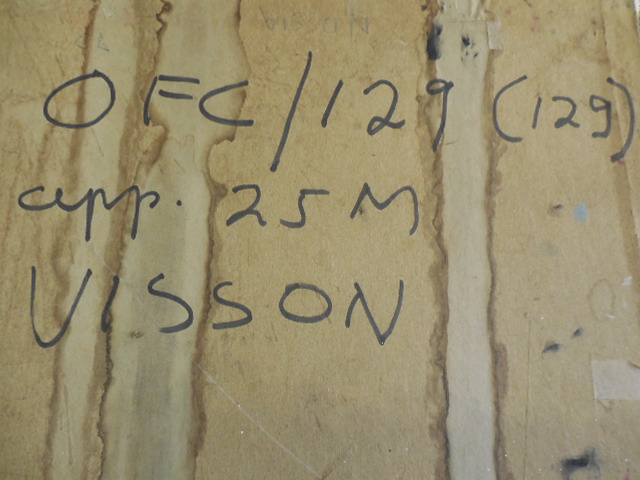 OFC/129 (129)
app. 25M
VISSON